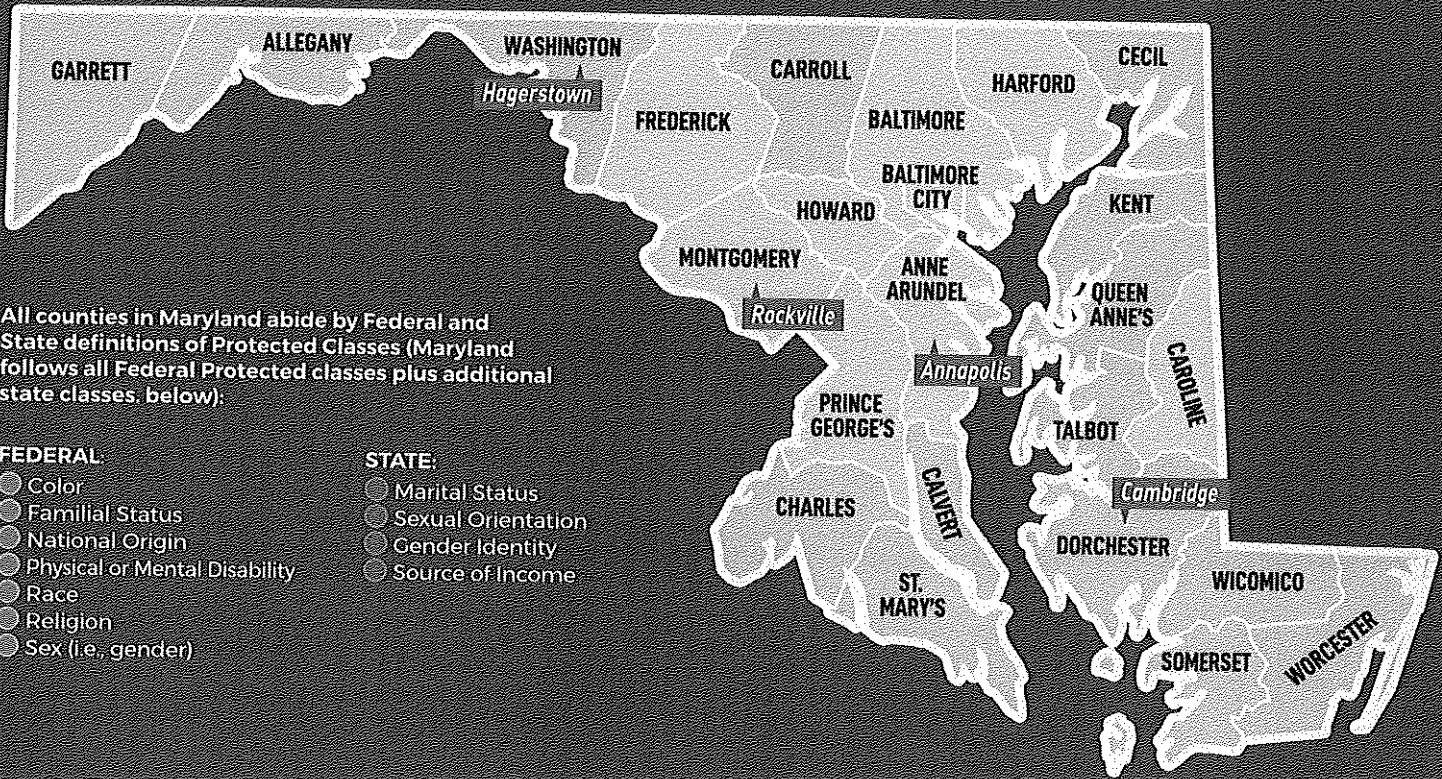 GARRETT
ALLEGANY
WASHINGTON
Hagerstown
FREDERICK
CARROLL
BALTIMORE
HARFORD
CECIL
BALTIMORE
CITY
KENT
HOWARD
MONTGOMERY
ANNE
ARUNDEL
Rockville
QUEEN
ANNE'S
Annapolis
CAROLINE
PRINCE
GEORGE'S
TALBOT
CHARLES
CALVERT
Cambridge
DORCHESTER
ST.
MARY'S
WICOMICO
SOMERSET
WORCESTER
All counties in Maryland abide by Federal and
State definitions of Protected Classes (Maryland
follows all Federal Protected classes plus additional
state classes. below):
FEDERAL:
Color
Familial Status
National Origin
Physical or Mental Disability
Race
Religion
Sex (i.e., gender)
STATE:
Marital Status
Sexual Orientation
Gender Identity
Source of Income